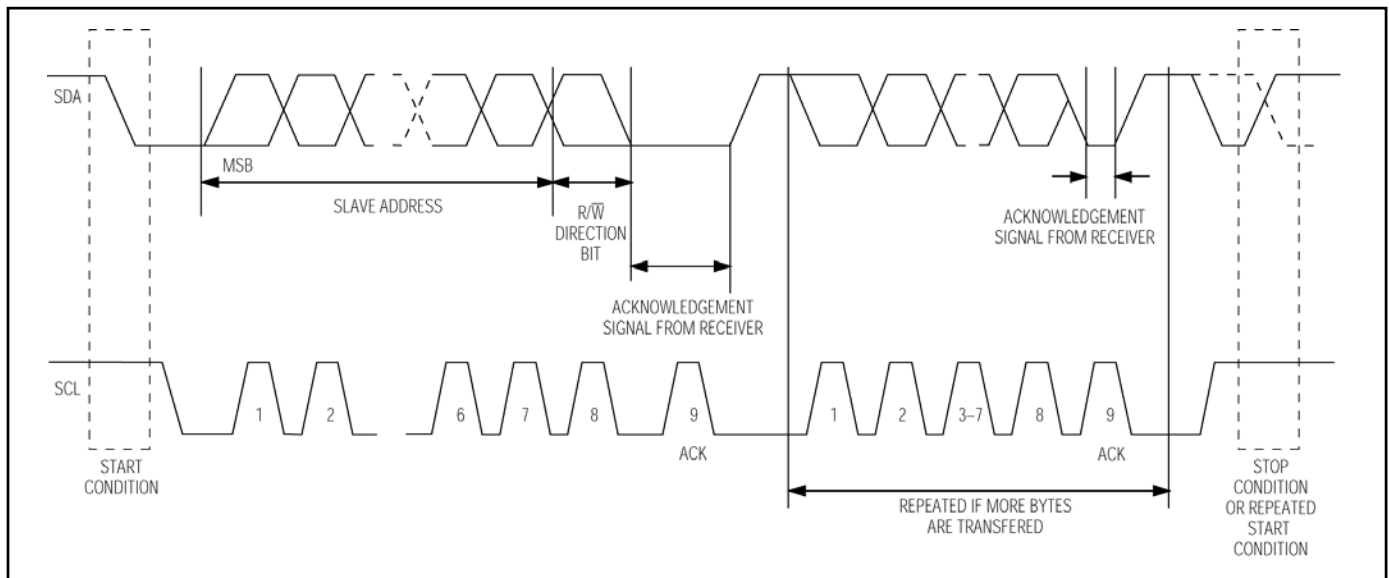 SDA
MSB
SLAVE ADDRESS
R/W̅
DIRECTION
BIT
ACKNOWLEDGEMENT
SIGNAL FROM RECEIVER
ACKNOWLEDGEMENT
SIGNAL FROM RECEIVER
SCL
1
2
6
7
8
9
ACK
1
2
3–7
8
9
ACK
START
CONDITION
REPEATED IF MORE BYTES
ARE TRANSFERED
STOP
CONDITION
OR REPEATED
START
CONDITION